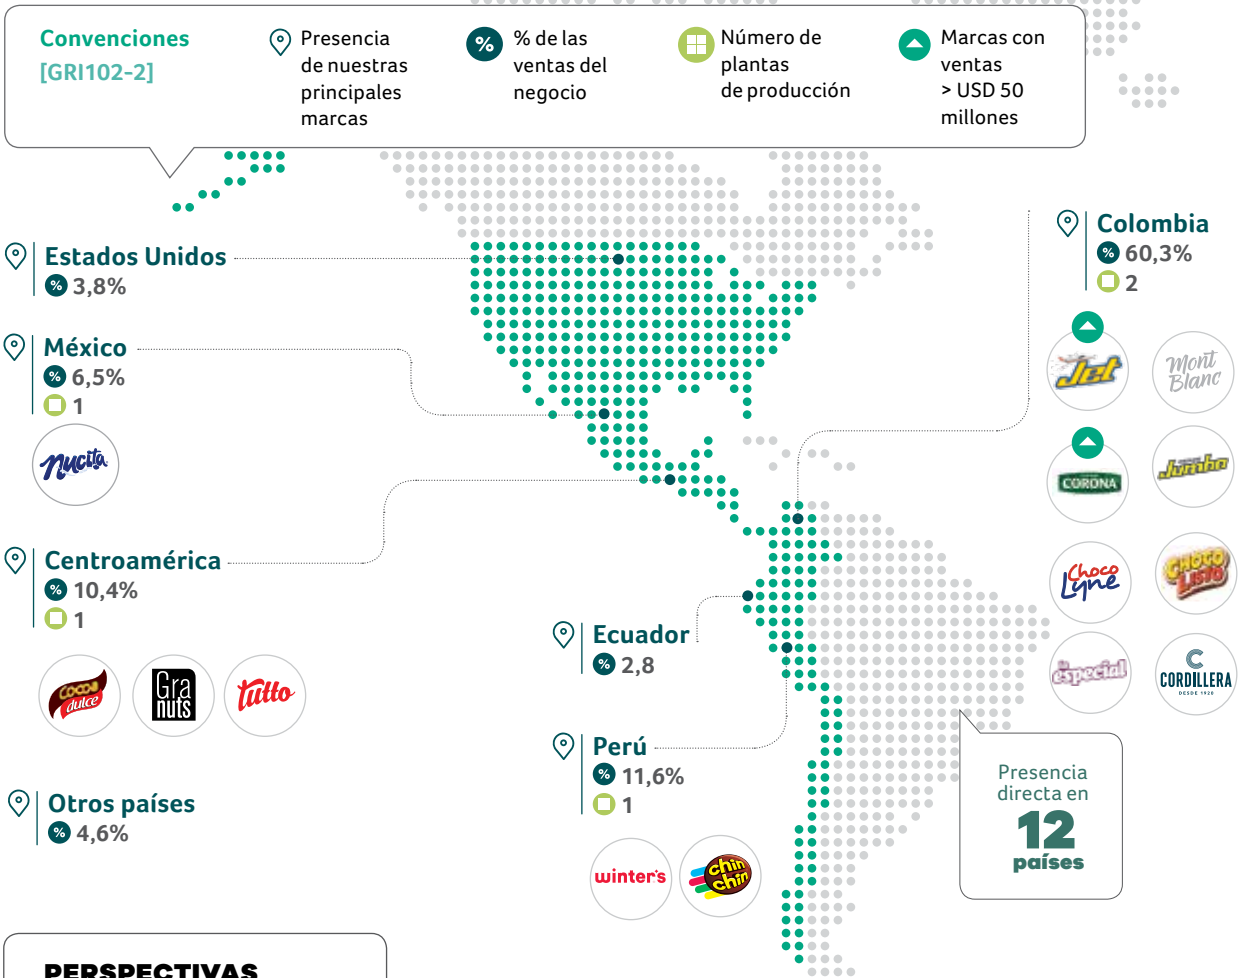 Convenciones
[GRI102-2]
Presencia
de nuestras
principales
marcas
%
% de las
ventas del
negocio
Número de
plantas
de producción
Marcas con
ventas
> USD 50
millones
Estados Unidos
% 3,8%
México
% 6,5%
1
nucita
Centroamérica
% 10,4%
1
COCOA
dulce
Gra
nuts
Tutto
Otros países
% 4,6%
Ecuador
% 2,8
Perú
% 11,6%
1
winter's
chin
chin
Colombia
% 60,3%
2
Jet
Mont
Blanc
CORONA
Jumbo
Choco
Lyne
CHOCO
LISTO
la
especial
CORDILLERA
DESDE 1920
Presencia
directa en
12
países
PERSPECTIVAS